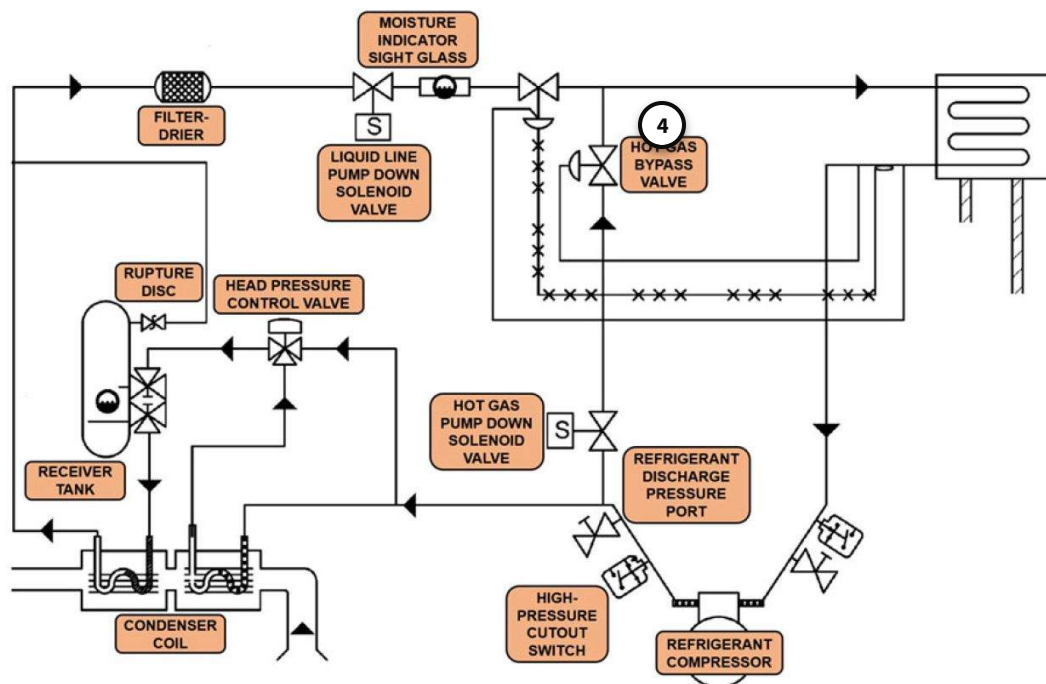 MOISTURE
INDICATOR
SIGHT GLASS
FILTER-
DRIER
S
LIQUID LINE
PUMP DOWN
SOLENOID
VALVE
4
HOT GAS
BYPASS
VALVE
RUPTURE
DISC
HEAD PRESSURE
CONTROL VALVE
RECEIVER
TANK
S
HOT GAS
PUMP DOWN
SOLENOID
VALVE
REFRIGERANT
DISCHARGE
PRESSURE
PORT
CONDENSER
COIL
HIGH-
PRESSURE
CUTOUT
SWITCH
REFRIGERANT
COMPRESSOR